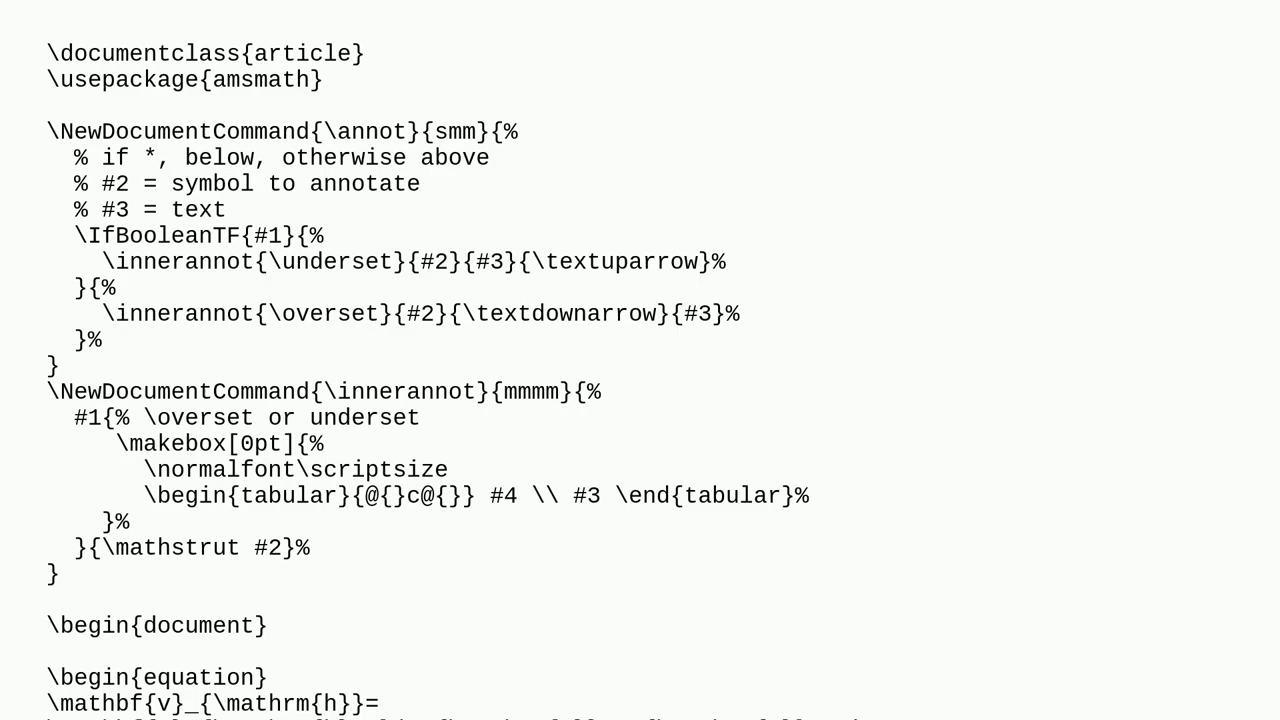 \documentclass{article}
\usepackage{amsmath}

\NewDocumentCommand{\annot}{smm}{%
  % if *, below, otherwise above
  % #2 = symbol to annotate
  % #3 = text
  \IfBooleanTF{#1}{%
    \innerannot{\underset}{#2}{#3}{\textuparrow}%
  }{%
    \innerannot{\overset}{#2}{\textdownarrow}{#3}%
  }%
}
\NewDocumentCommand{\innerannot}{mmmm}{%
  #1{% \overset or underset
     \makebox[0pt]{%
       \normalfont\scriptsize
       \begin{tabular}{@{}c@{}} #4 \\ #3 \end{tabular}%
    }%
  }{\mathstrut #2}%
}

\begin{document}

\begin{equation}
\mathbf{v}_{\mathrm{h}}=